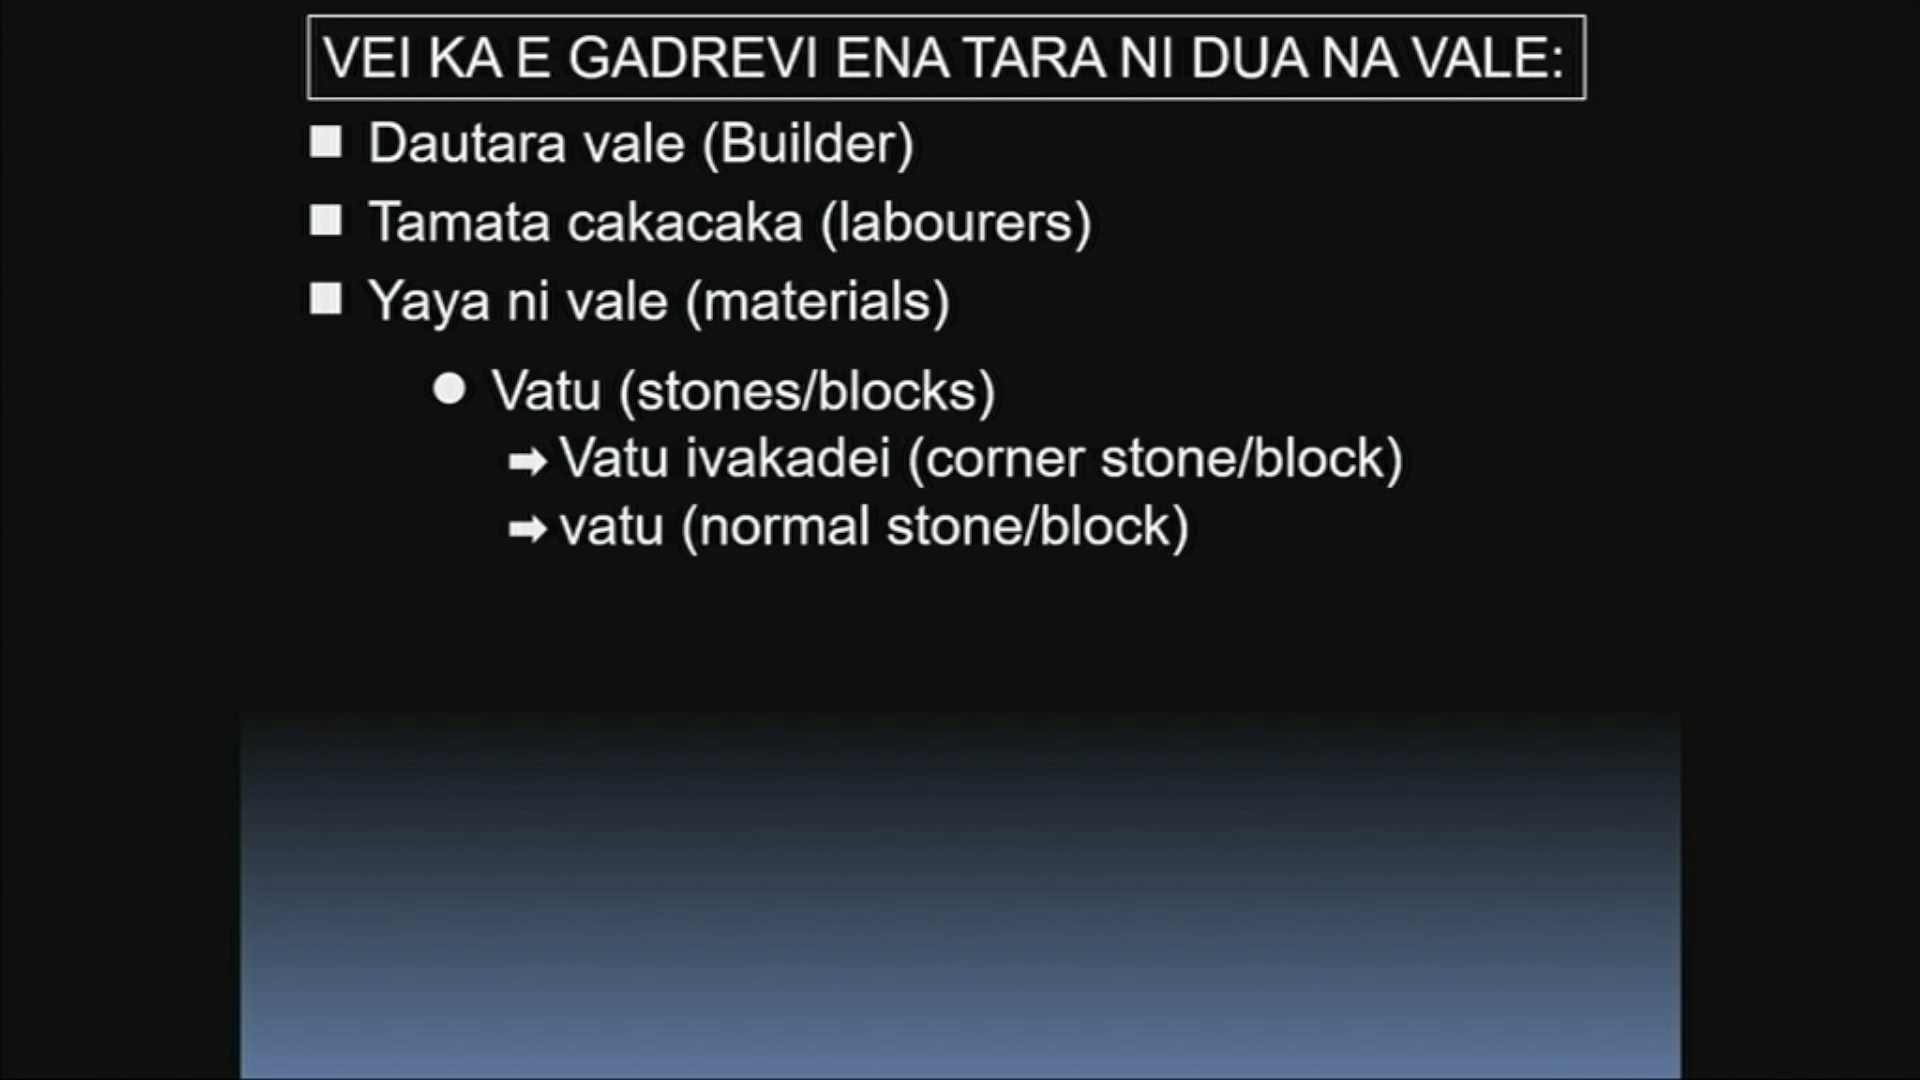 VEI KA E GADREVI ENA TARA NI DUA NA VALE:
Dautara vale (Builder)
Tamata cakacaka (labourers)
Yaya ni vale (materials)
Vatu (stones/blocks)
Vatu ivakadei (corner stone/block)
vatu (normal stone/block)